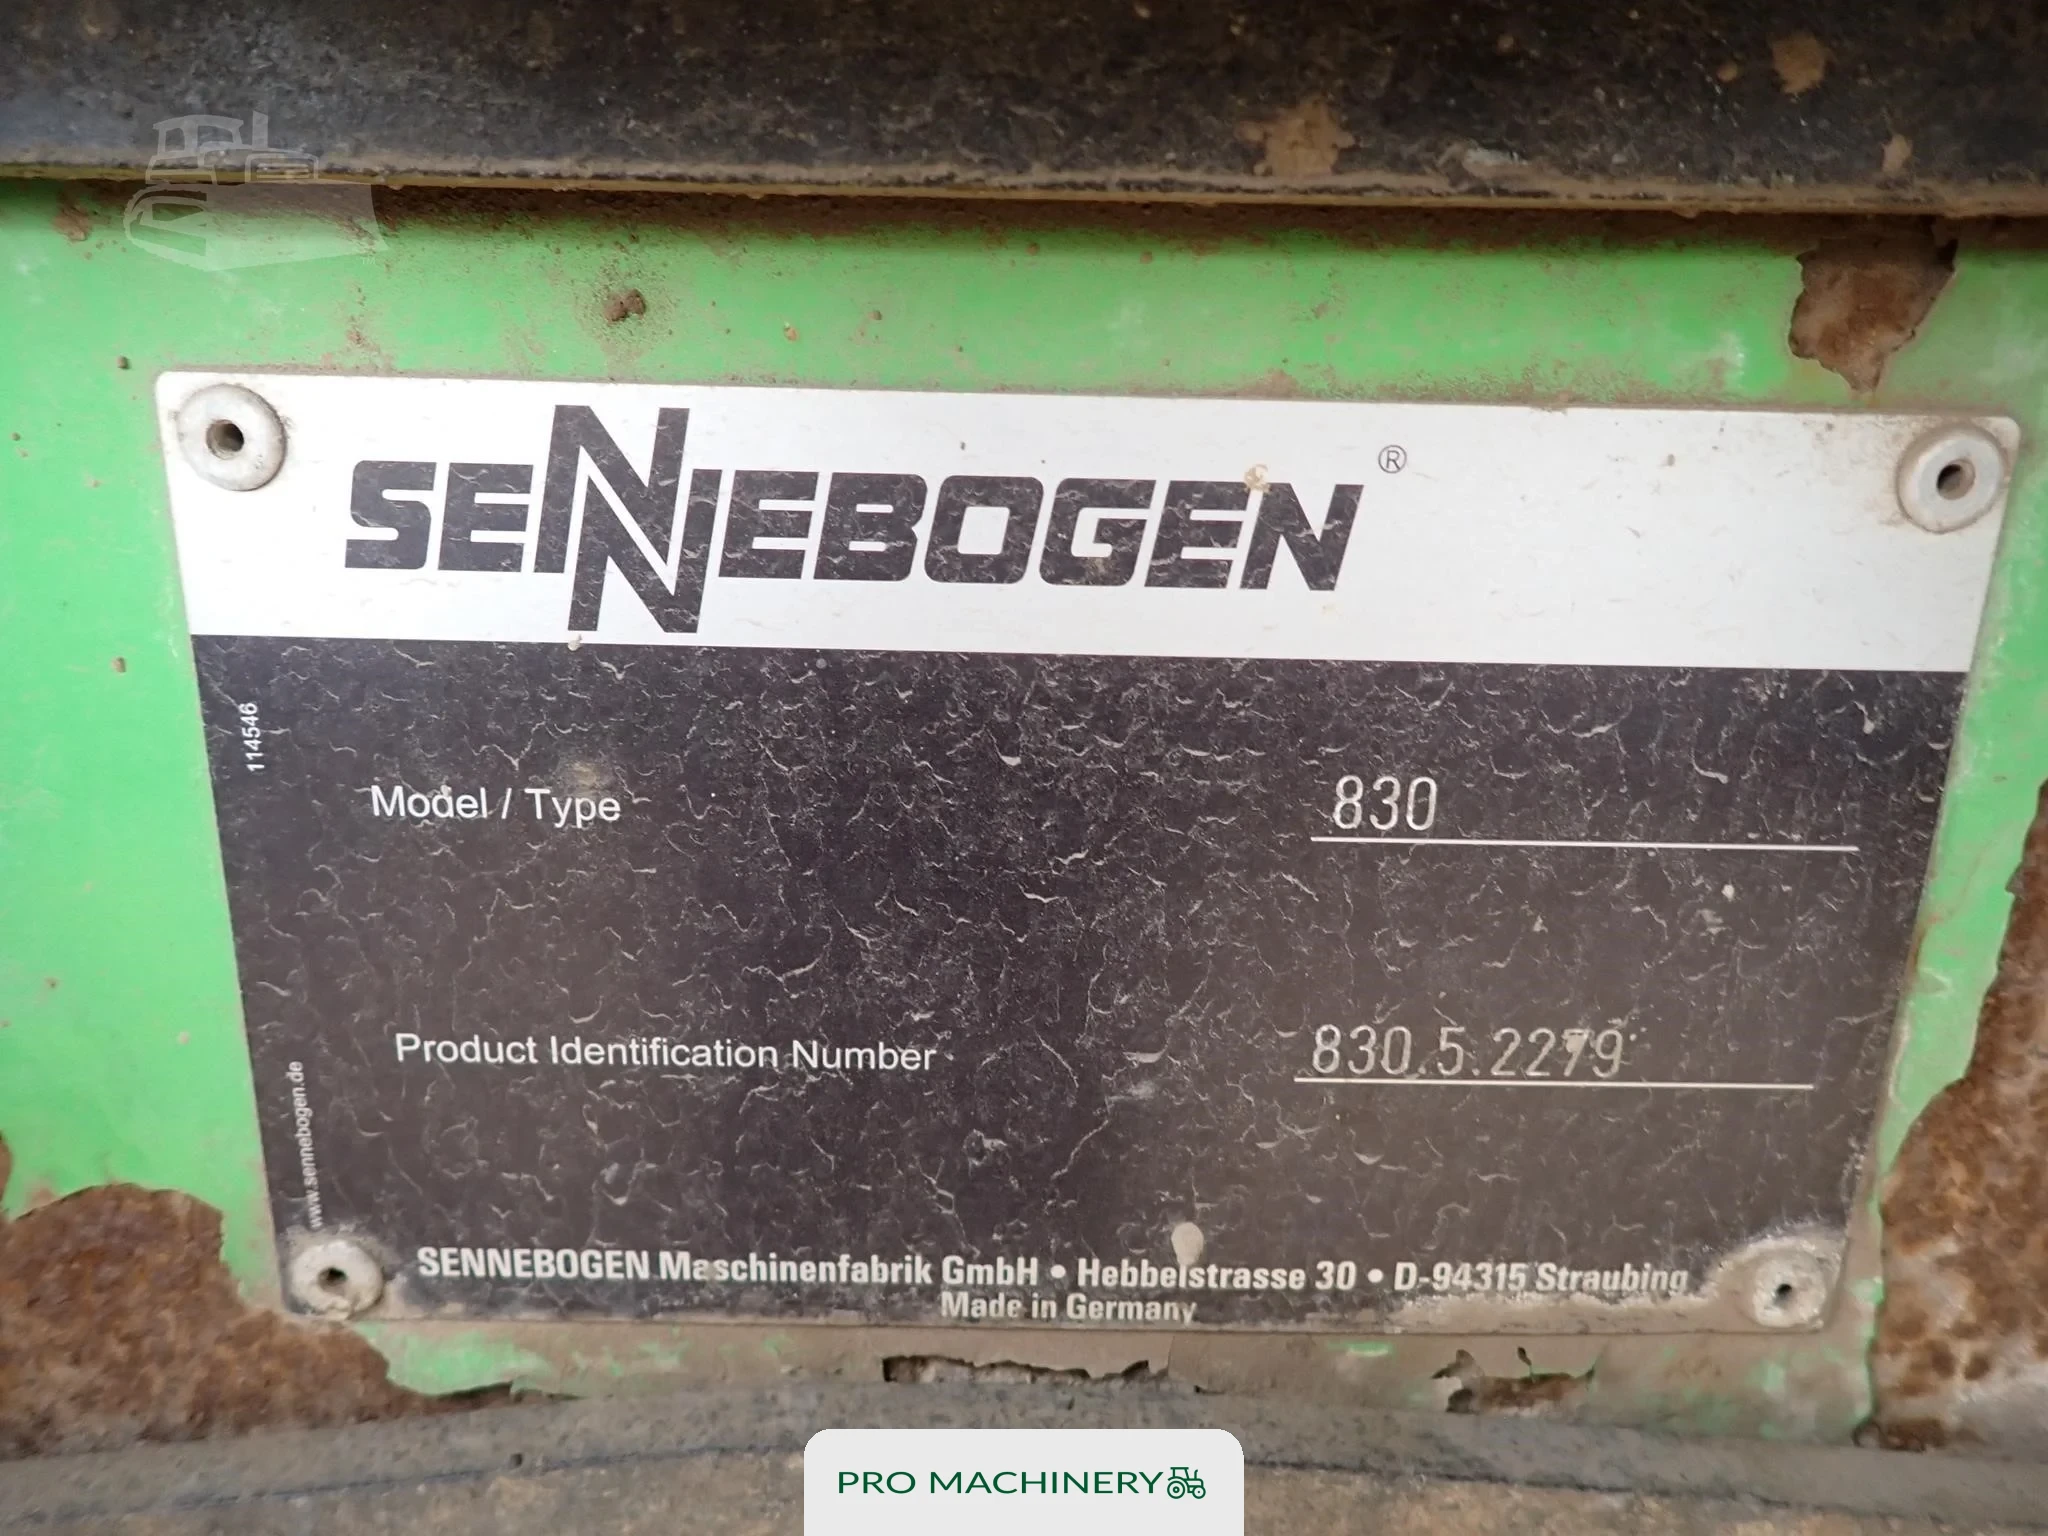 SENNEBOGEN®
114546
Model / Type 830
Product Identification Number 830.5.2279
www.sennebogen.de
SENNEBOGEN Maschinenfabrik GmbH • Hebbelstrasse 30 • D-94315 Straubing
Made in Germany
PRO MACHINERY